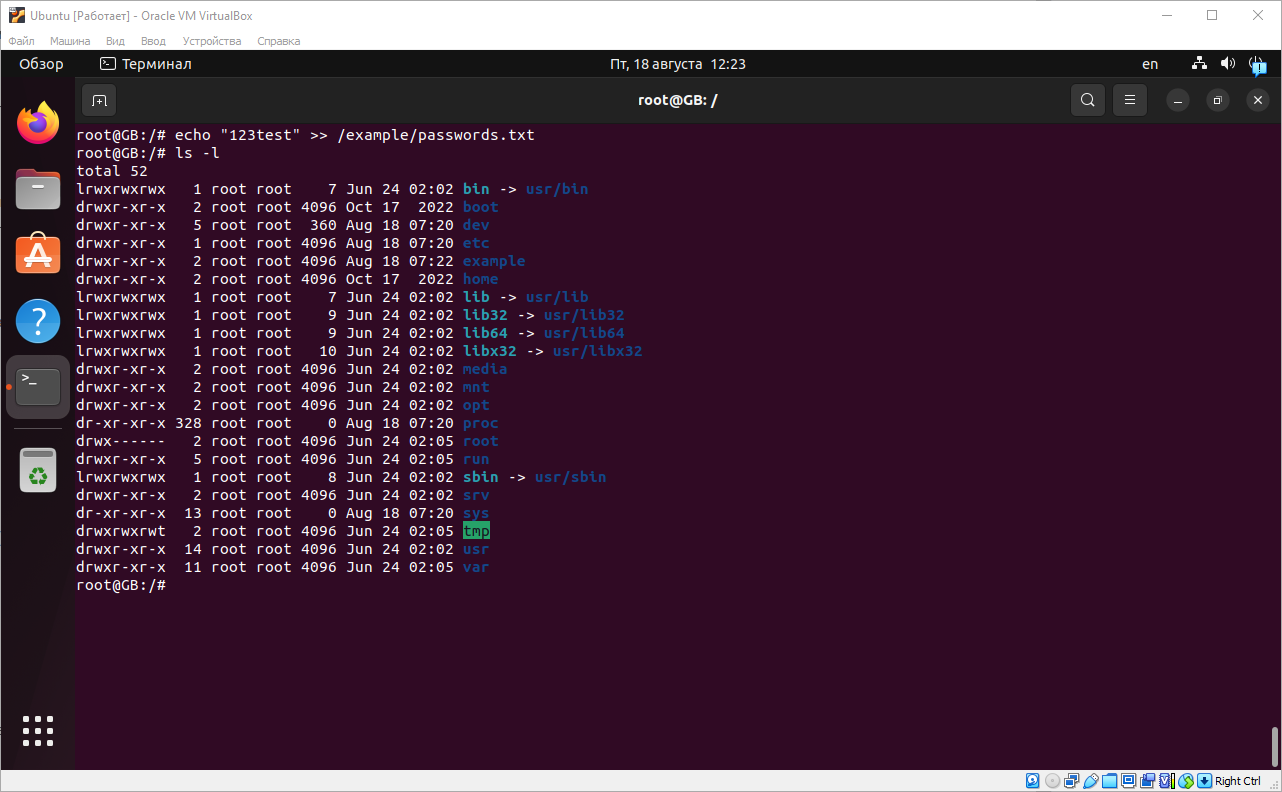 Ubuntu [Работает] - Oracle VM VirtualBox
Файл Машина Вид Ввод Устройства Справка
Обзор Терминал Пт, 18 августа 12:23 en
root@GB: /
root@GB:/# echo "123test" >> /example/passwords.txt
root@GB:/# ls -l
total 52
lrwxrwxrwx   1 root root    7 Jun 24 02:02 bin -> usr/bin
drwxr-xr-x   2 root root 4096 Oct 17  2022 boot
drwxr-xr-x   5 root root  360 Aug 18 07:20 dev
drwxr-xr-x   1 root root 4096 Aug 18 07:20 etc
drwxr-xr-x   2 root root 4096 Aug 18 07:22 example
drwxr-xr-x   2 root root 4096 Oct 17  2022 home
lrwxrwxrwx   1 root root    7 Jun 24 02:02 lib -> usr/lib
lrwxrwxrwx   1 root root    9 Jun 24 02:02 lib32 -> usr/lib32
lrwxrwxrwx   1 root root    9 Jun 24 02:02 lib64 -> usr/lib64
lrwxrwxrwx   1 root root   10 Jun 24 02:02 libx32 -> usr/libx32
drwxr-xr-x   2 root root 4096 Jun 24 02:02 media
drwxr-xr-x   2 root root 4096 Jun 24 02:02 mnt
drwxr-xr-x   2 root root 4096 Jun 24 02:02 opt
dr-xr-xr-x 328 root root    0 Aug 18 07:20 proc
drwx------   2 root root 4096 Jun 24 02:05 root
drwxr-xr-x   5 root root 4096 Jun 24 02:05 run
lrwxrwxrwx   1 root root    8 Jun 24 02:02 sbin -> usr/sbin
drwxr-xr-x   2 root root 4096 Jun 24 02:02 srv
dr-xr-xr-x  13 root root    0 Aug 18 07:20 sys
drwxrwxrwt   2 root root 4096 Jun 24 02:05 tmp
drwxr-xr-x  14 root root 4096 Jun 24 02:02 usr
drwxr-xr-x  11 root root 4096 Jun 24 02:05 var
root@GB:/#
Right Ctrl